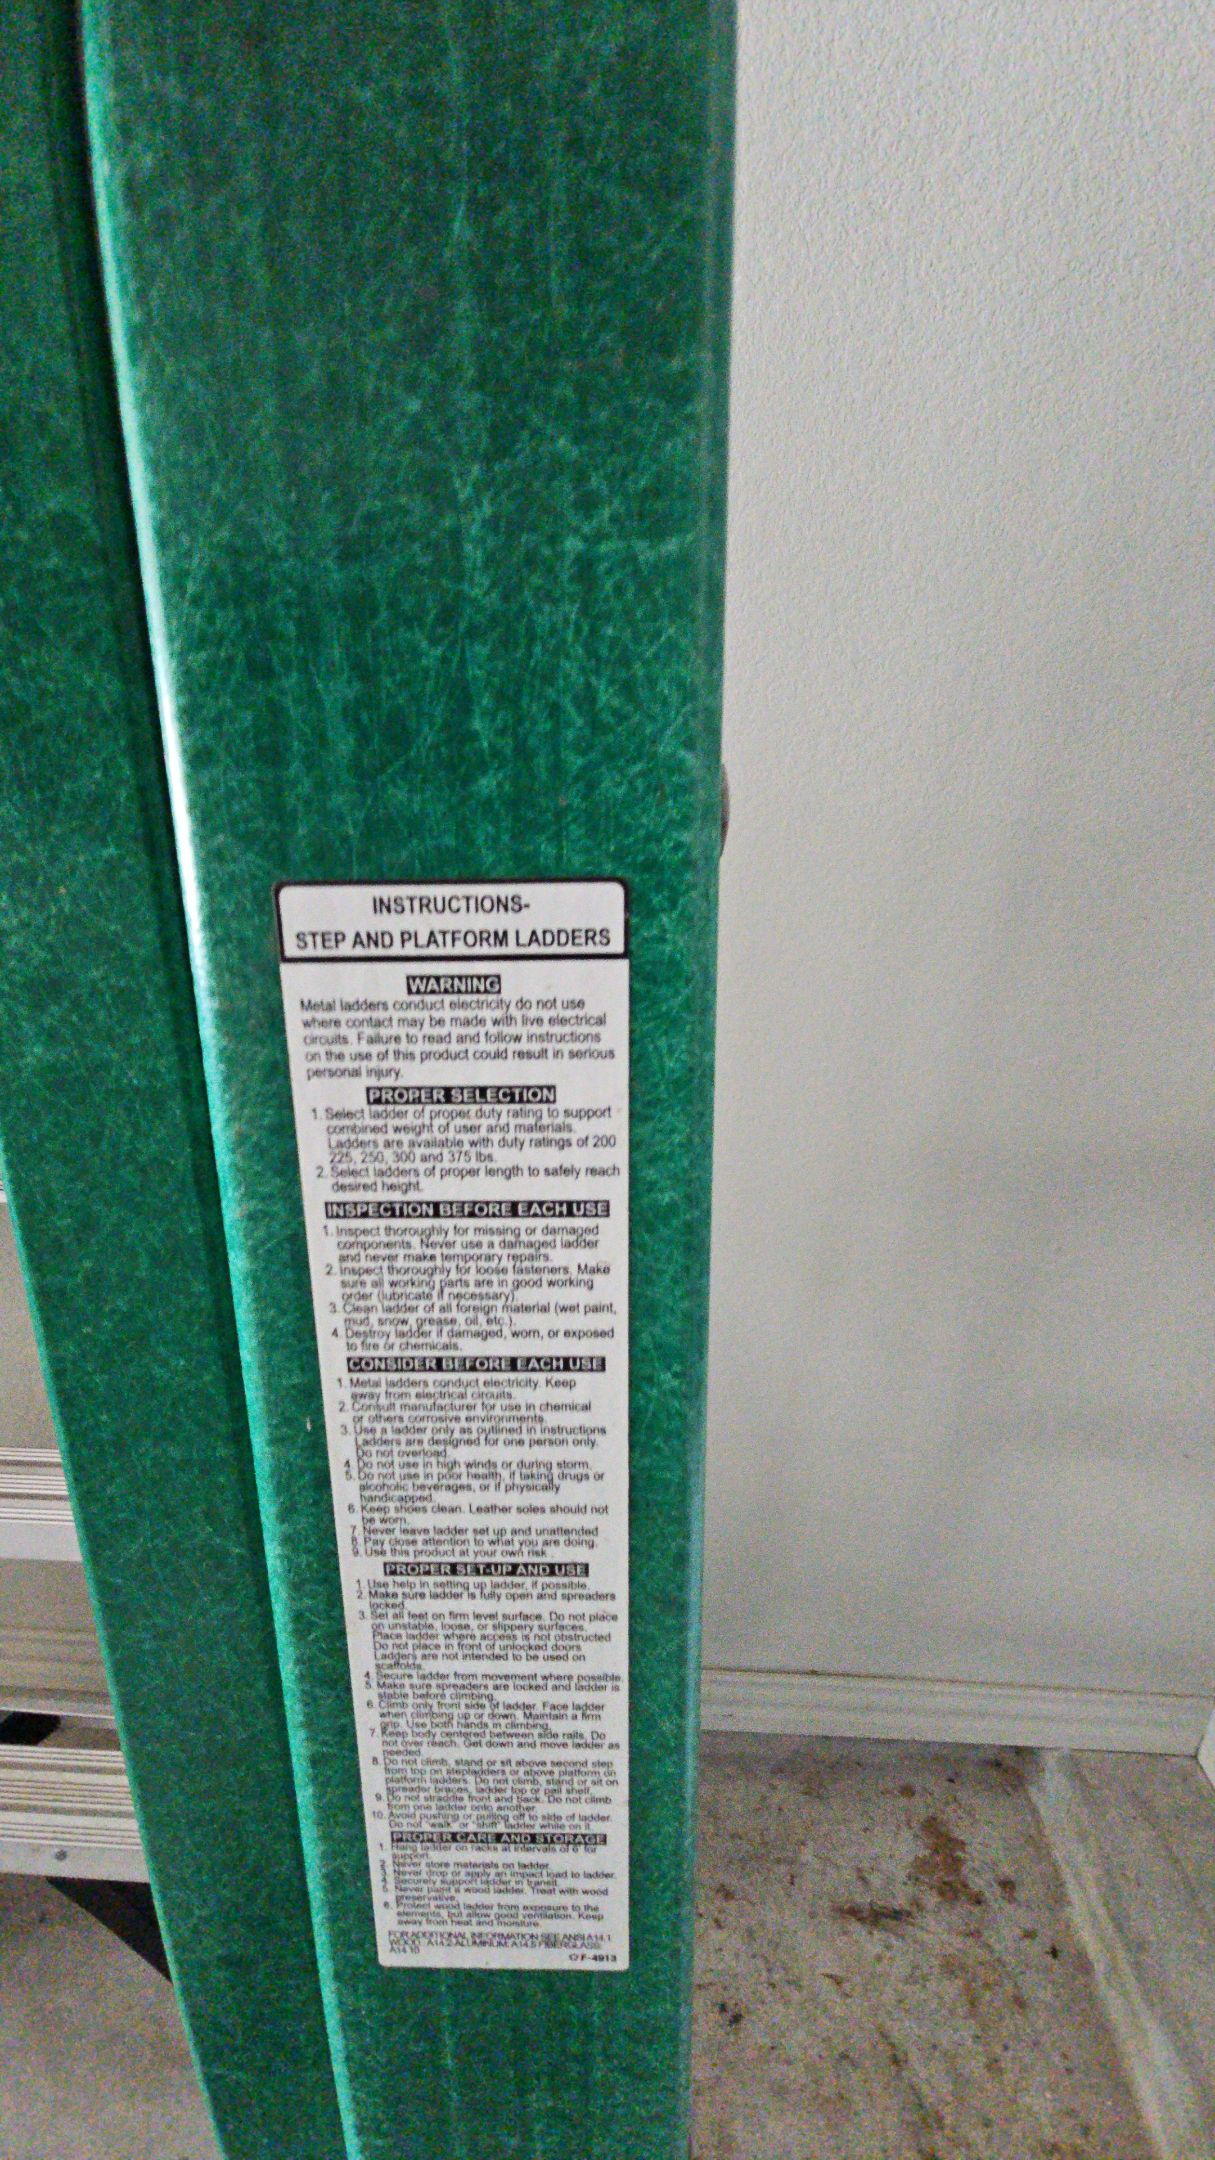 INSTRUCTIONS-
STEP AND PLATFORM LADDERS
WARNING
Metal ladders conduct electricity do not use
where contact may be made with live electrical
circuits. Failure to read and follow instructions
on the use of this product could result in serious
personal injury.
PROPER SELECTION
1. Select ladder of proper duty rating to support
combined weight of user and materials.
Ladders are available with duty ratings of 200
225, 250, 300 and 375 lbs.
2. Select ladders of proper length to safely reach
desired height.
INSPECTION BEFORE EACH USE
1. Inspect thoroughly for missing or damaged
components. Never use a damaged ladder
and never make temporary repairs.
2. Inspect thoroughly for loose fasteners. Make
sure all working parts are in good working
order (lubricate if necessary).
3. Clean ladder of all foreign material (wet paint,
mud, snow, grease, oil, etc.).
4. Destroy ladder if damaged, worn, or exposed
to fire or chemicals.
CONSIDER BEFORE EACH USE
1. Metal ladders conduct electricity. Keep
away from electrical circuits.
2. Consult manufacturer for use in chemical
or others corrosive environments.
3. Use a ladder only as outlined in instructions
Ladders are designed for one person only.
Do not overload.
4. Do not use in high winds or during storm.
5. Do not use in poor health, if taking drugs or
alcoholic beverages, or if physically
handicapped.
6. Keep shoes clean. Leather soles should not
be worn.
7. Never leave ladder set up and unattended
8. Pay close attention to what you are doing.
9. Use this product at your own risk.
PROPER SET-UP AND USE
1. Use help in setting up ladder, if possible.
2. Make sure ladder is fully open and spreaders
locked.
3. Set all feet on firm level surface. Do not place
on unstable, loose, or slippery surfaces.
Place ladder where access is not obstructed
Do not place in front of unlocked doors
Ladders are not intended to be used on
scaffolds.
4. Secure ladder from movement where possible.
5. Make sure spreaders are locked and ladder is
stable before climbing.
6. Climb only front side of ladder. Face ladder
when climbing up or down. Maintain a firm
grip. Use both hands in climbing.
7. Keep body centered between side rails. Do
not over reach. Get down and move ladder as
needed.
8. Do not climb, stand or sit above second step
from top on stepladders or above platform on
platform ladders. Do not climb, stand or sit on
spreader braces, ladder top or pail shelf.
9. Do not straddle front and back. Do not climb
from one ladder onto another.
10. Avoid pushing or pulling off to side of ladder.
Do not "walk" or "shift" ladder while on it.
PROPER CARE AND STORAGE
1. Hang ladder on racks at intervals of 6' for
support.
2. Never store materials on ladder.
3. Never drop or apply an impact load to ladder.
4. Securely support ladder in transit.
5. Never paint a wood ladder. Treat with wood
preservative.
6. Protect wood ladder from exposure to the
elements, but allow good ventilation. Keep
away from heat and moisture.
FOR ADDITIONAL INFORMATION SEE ANSI A14.1
WOOD: A14.2-ALUMINUM: A14.5 FIBERGLASS:
A14.10
F-4913